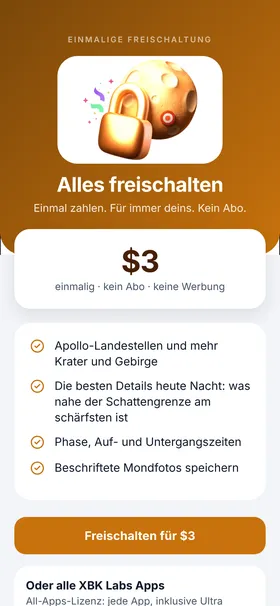 EINMALIGE FREISCHALTUNG
Alles freischalten
Einmal zahlen. Für immer deins. Kein Abo.
$3
einmalig · kein Abo · keine Werbung
Apollo-Landestellen und mehr
Krater und Gebirge
Die besten Details heute Nacht: was
nahe der Schattengrenze am
schärfsten ist
Phase, Auf- und Untergangszeiten
Beschriftete Mondfotos speichern
Freischalten für $3
Oder alle XBK Labs Apps
All-Apps-Lizenz: jede App, inklusive Ultra